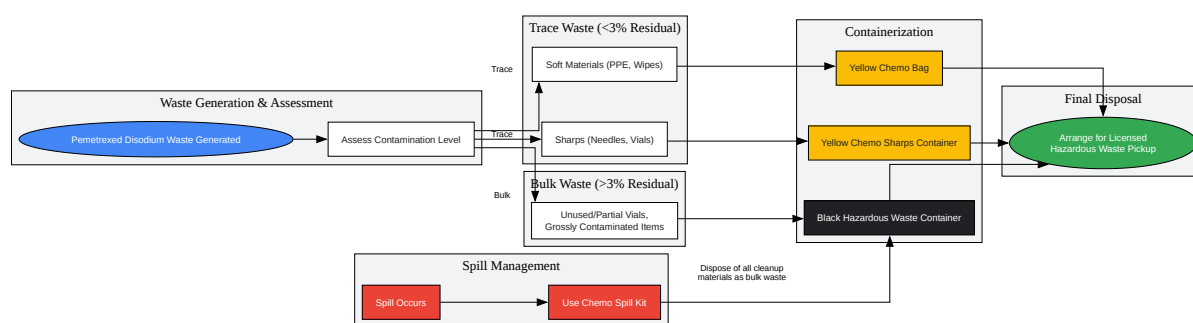 Waste Generation & Assessment
Pemetrexed Disodium Waste Generated
Assess Contamination Level
Trace
Trace
Bulk
Trace Waste (<3% Residual)
Soft Materials (PPE, Wipes)
Sharps (Needles, Vials)
Bulk Waste (>3% Residual)
Unused/Partial Vials,
Grossly Contaminated Items
Containerization
Yellow Chemo Bag
Yellow Chemo Sharps Container
Black Hazardous Waste Container
Final Disposal
Arrange for Licensed
Hazardous Waste Pickup
Spill Management
Spill Occurs
Use Chemo Spill Kit
Dispose of all cleanup
materials as bulk waste